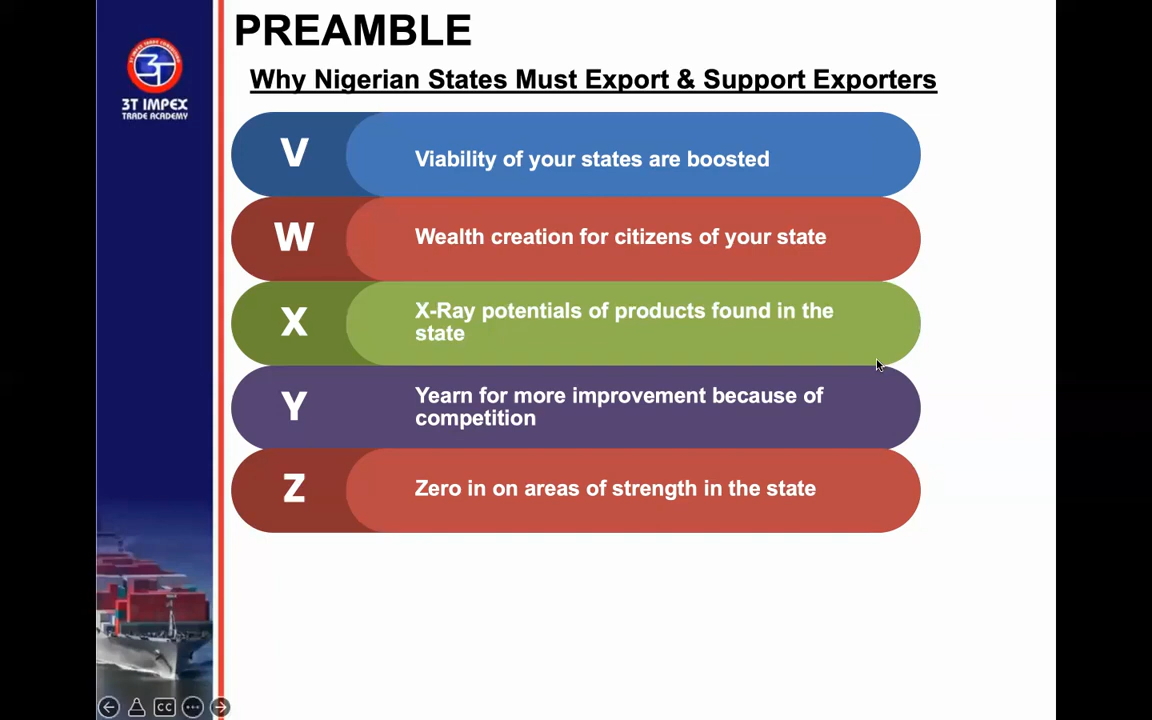 PREAMBLE
Why Nigerian States Must Export & Support Exporters
3T IMPEX
TRADE ACADEMY
V
Viability of your states are boosted
W
Wealth creation for citizens of your state
X
X-Ray potentials of products found in the
state
Y
Yearn for more improvement because of
competition
Z
Zero in on areas of strength in the state
CC